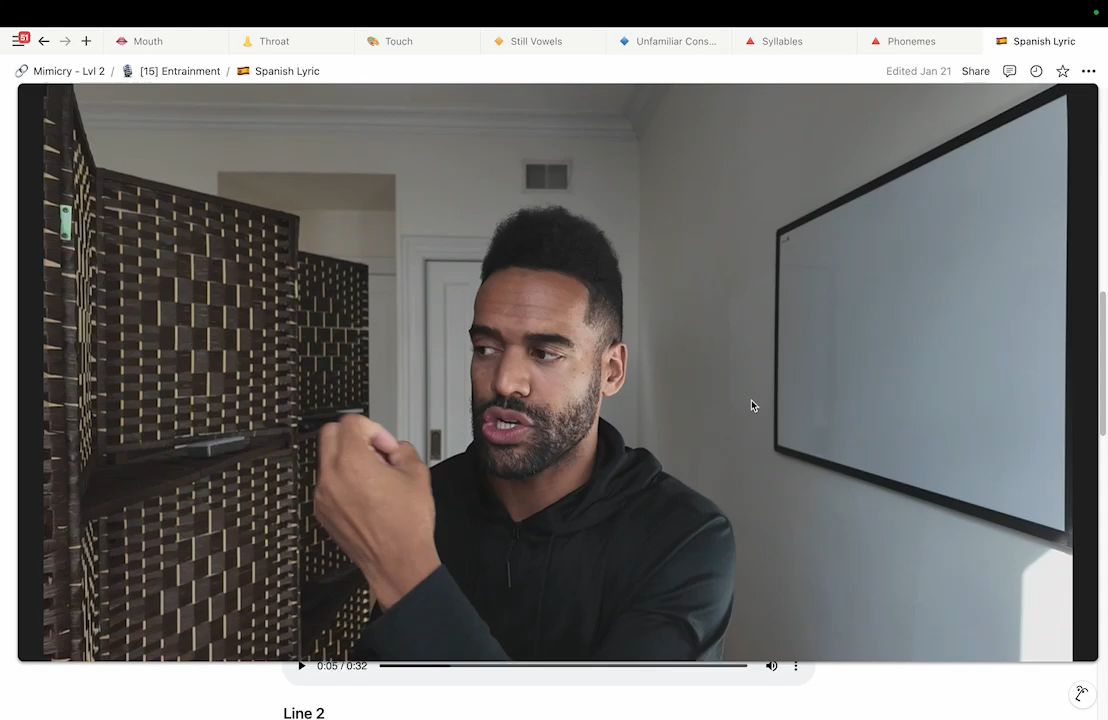 51
Mouth
Throat
Touch
Still Vowels
Unfamiliar Cons...
Syllables
Phonemes
Spanish Lyric
Mimicry - Lvl 2 / [15] Entrainment / Spanish Lyric
Edited Jan 21 Share
0:05 / 0:32
Line 2